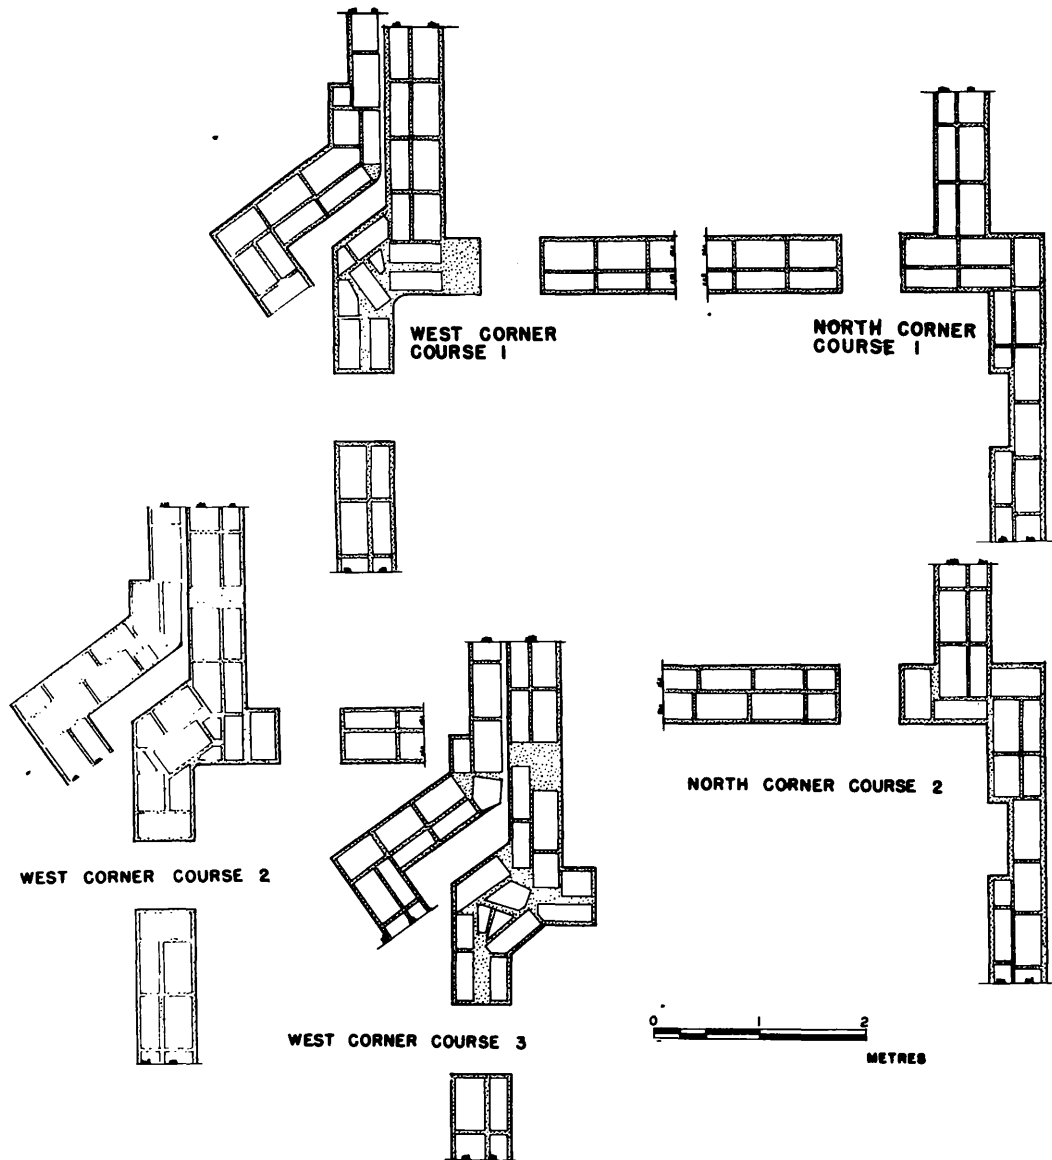 WEST CORNER
COURSE 1
NORTH CORNER
COURSE 1
NORTH CORNER COURSE 2
WEST CORNER COURSE 2
WEST CORNER COURSE 3
0 1 2
METRES